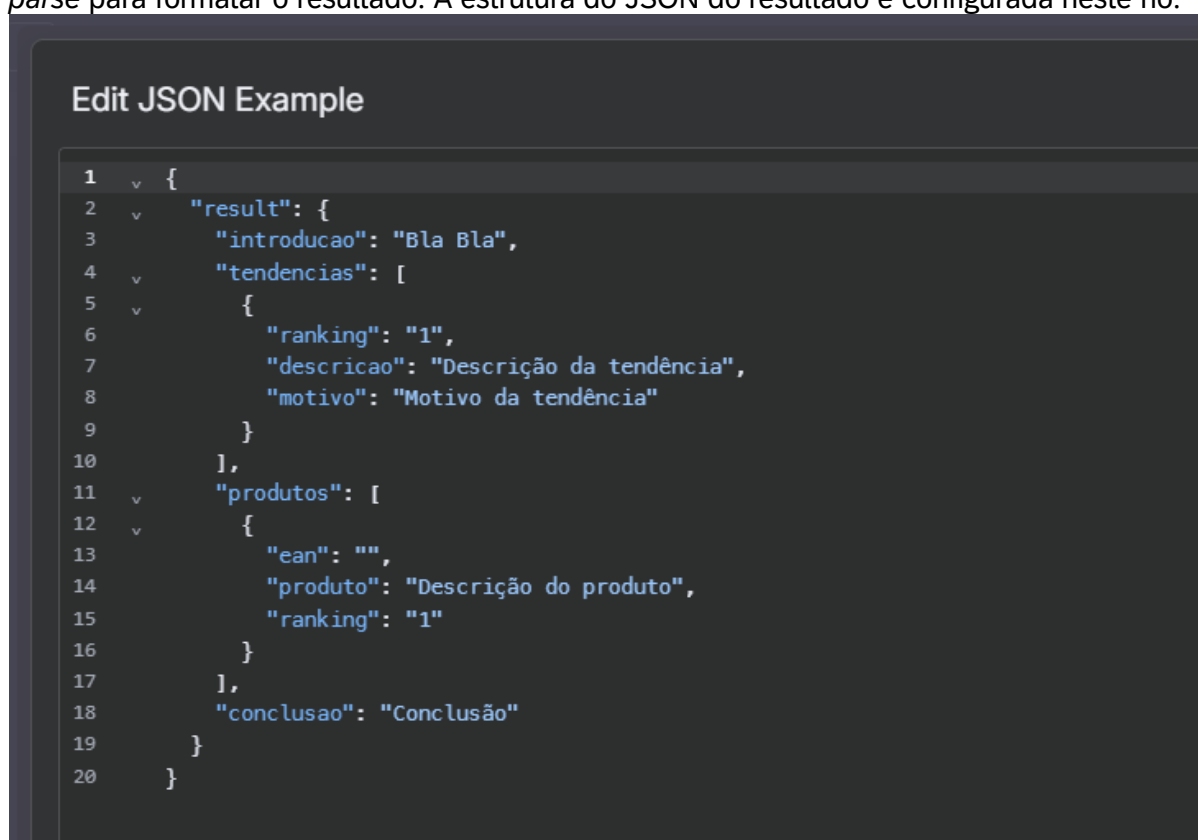 parse para formatar o resultado. A estrutura do JSON do resultado é configurada neste nó.
Edit JSON Example
1 {
2 "result": {
3 "introducao": "Bla Bla",
4 "tendencias": [
5 {
6 "ranking": "1",
7 "descricao": "Descrição da tendência",
8 "motivo": "Motivo da tendência"
9 }
10 ],
11 "produtos": [
12 {
13 "ean": "",
14 "produto": "Descrição do produto",
15 "ranking": "1"
16 }
17 ],
18 "conclusao": "Conclusão"
19 }
20 }